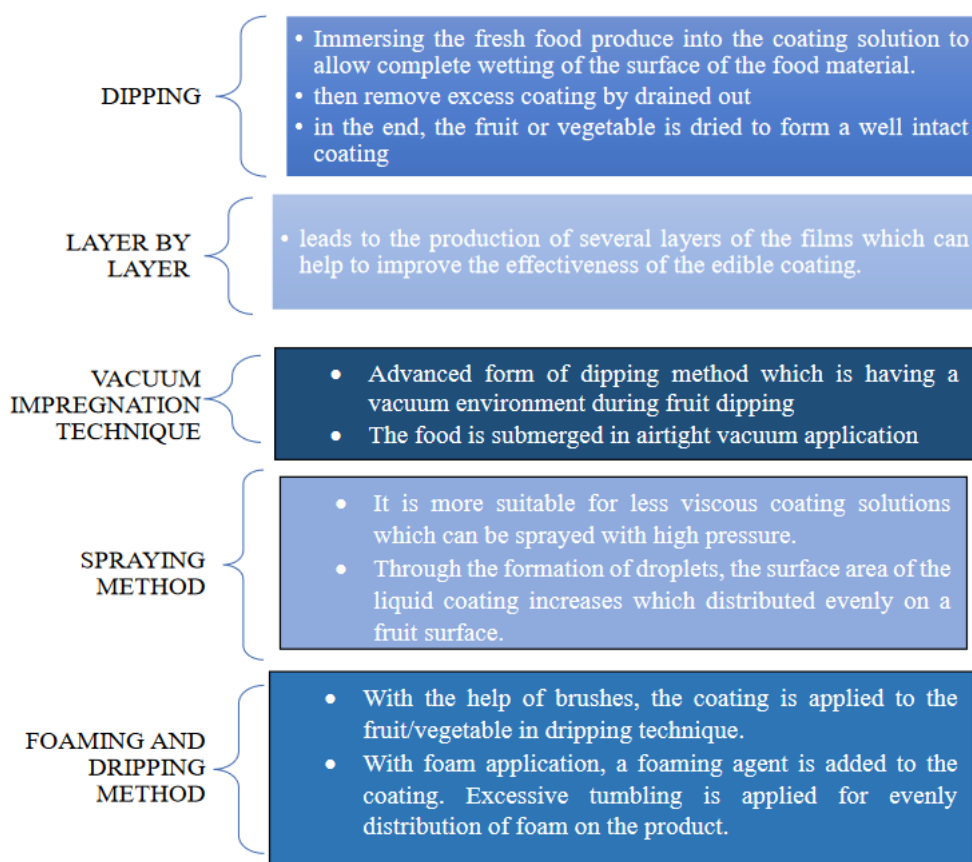 DIPPING
• Immersing the fresh food produce into the coating solution to
allow complete wetting of the surface of the food material.
• then remove excess coating by drained out
• in the end, the fruit or vegetable is dried to form a well intact
coating
LAYER BY
LAYER
• leads to the production of several layers of the films which can
help to improve the effectiveness of the edible coating.
VACUUM
IMPREGNATION
TECHNIQUE
• Advanced form of dipping method which is having a
vacuum environment during fruit dipping
• The food is submerged in airtight vacuum application
SPRAYING
METHOD
• It is more suitable for less viscous coating solutions
which can be sprayed with high pressure.
• Through the formation of droplets, the surface area of the
liquid coating increases which distributed evenly on a
fruit surface.
FOAMING AND
DRIPPING
METHOD
• With the help of brushes, the coating is applied to the
fruit/vegetable in dripping technique.
• With foam application, a foaming agent is added to the
coating. Excessive tumbling is applied for evenly
distribution of foam on the product.